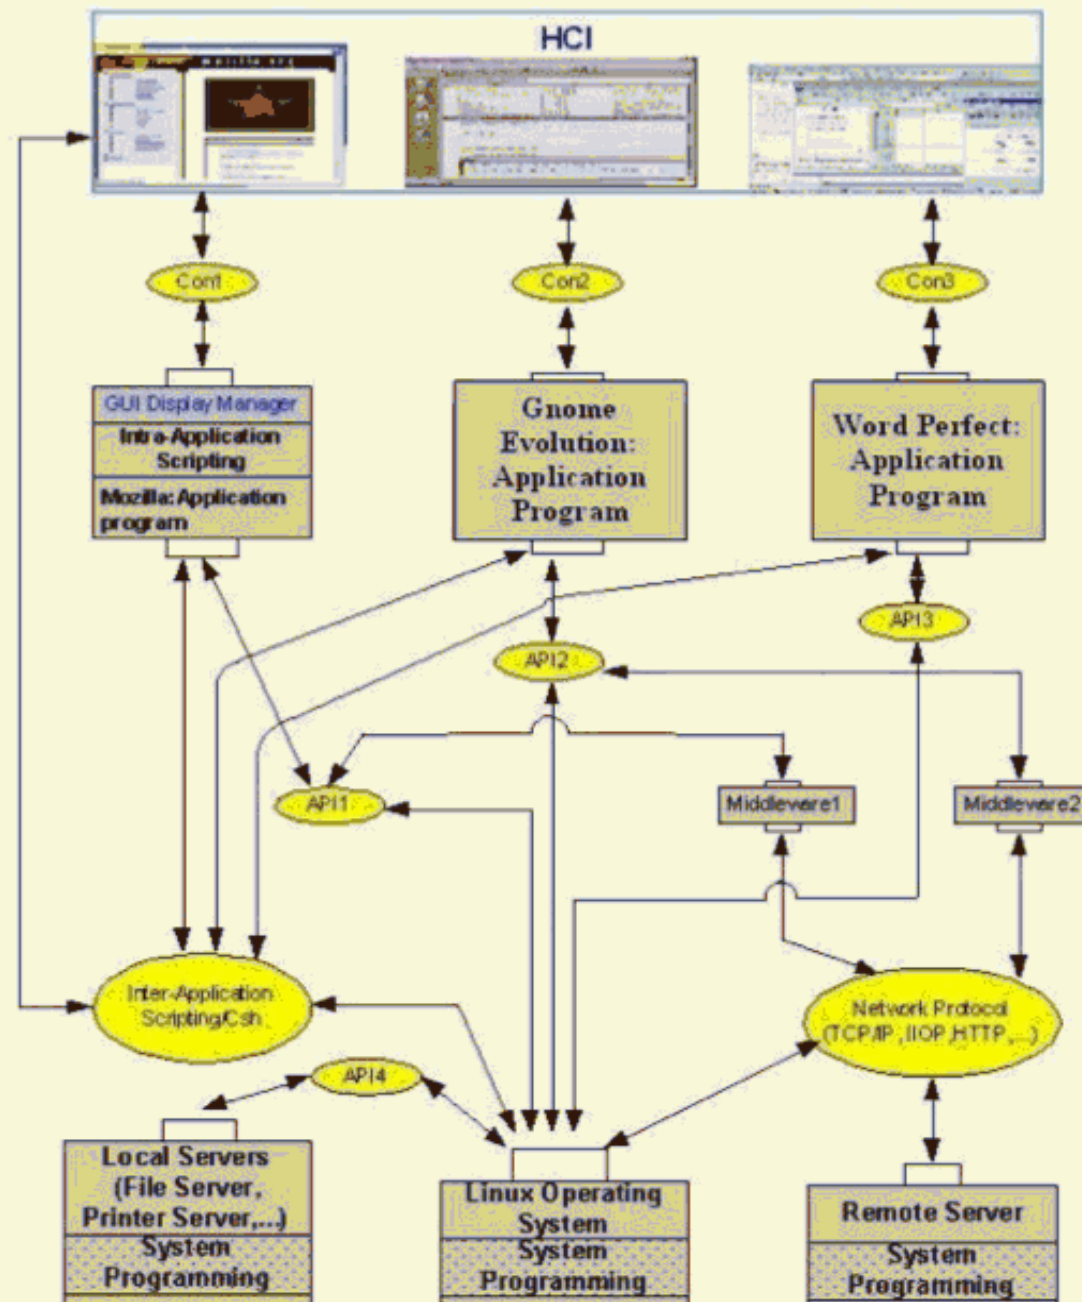 HCI
mozilla.org
Con1
Con2
Con3
GUI Display Manager
Intra-Application
Scripting
Mozilla: Application
program
Gnome
Evolution:
Application
Program
Word Perfect:
Application
Program
API3
API2
API1
Middleware1
Middleware2
Inter-Application
Scripting/Csh
Network Protocol
(TCP/IP, IIOP,HTTP,...)
API4
Local Servers
(File Server,
Printer Server,...)
System
Programming
Linux Operating
System
System
Programming
Remote Server
System
Programming